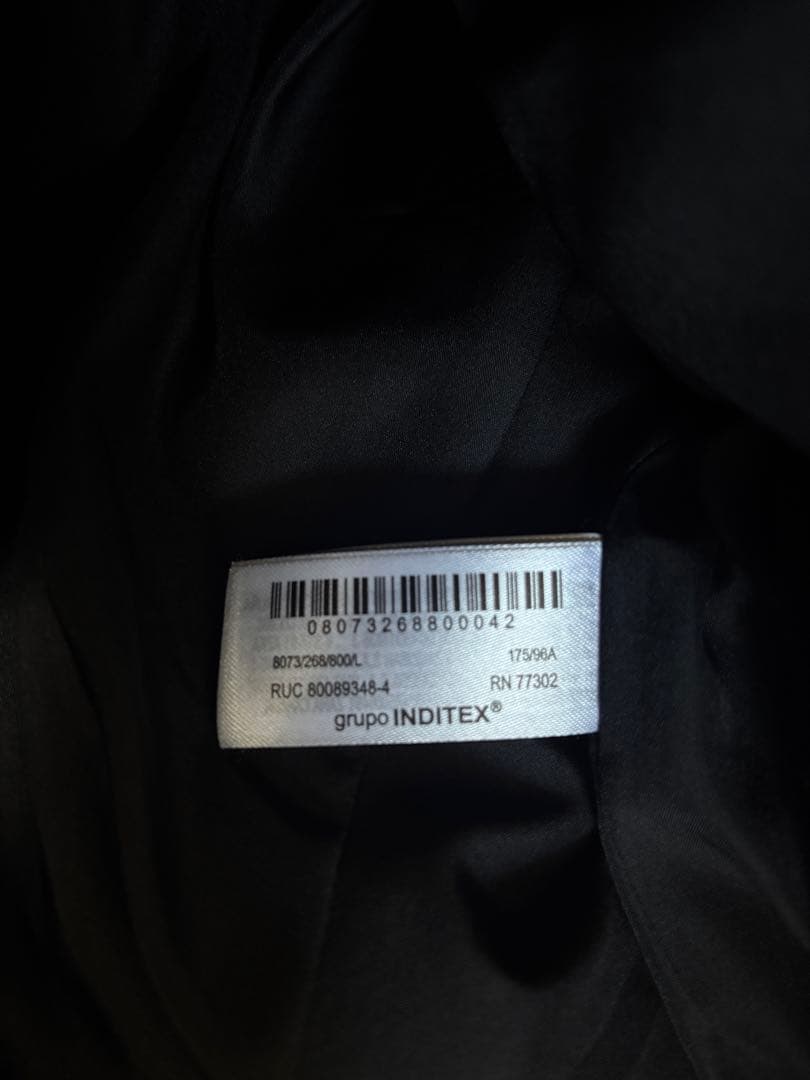 08073268800042
8073/268/800/L 175/96A
RUC 80089348-4 RN 77302
grupo INDITEX®